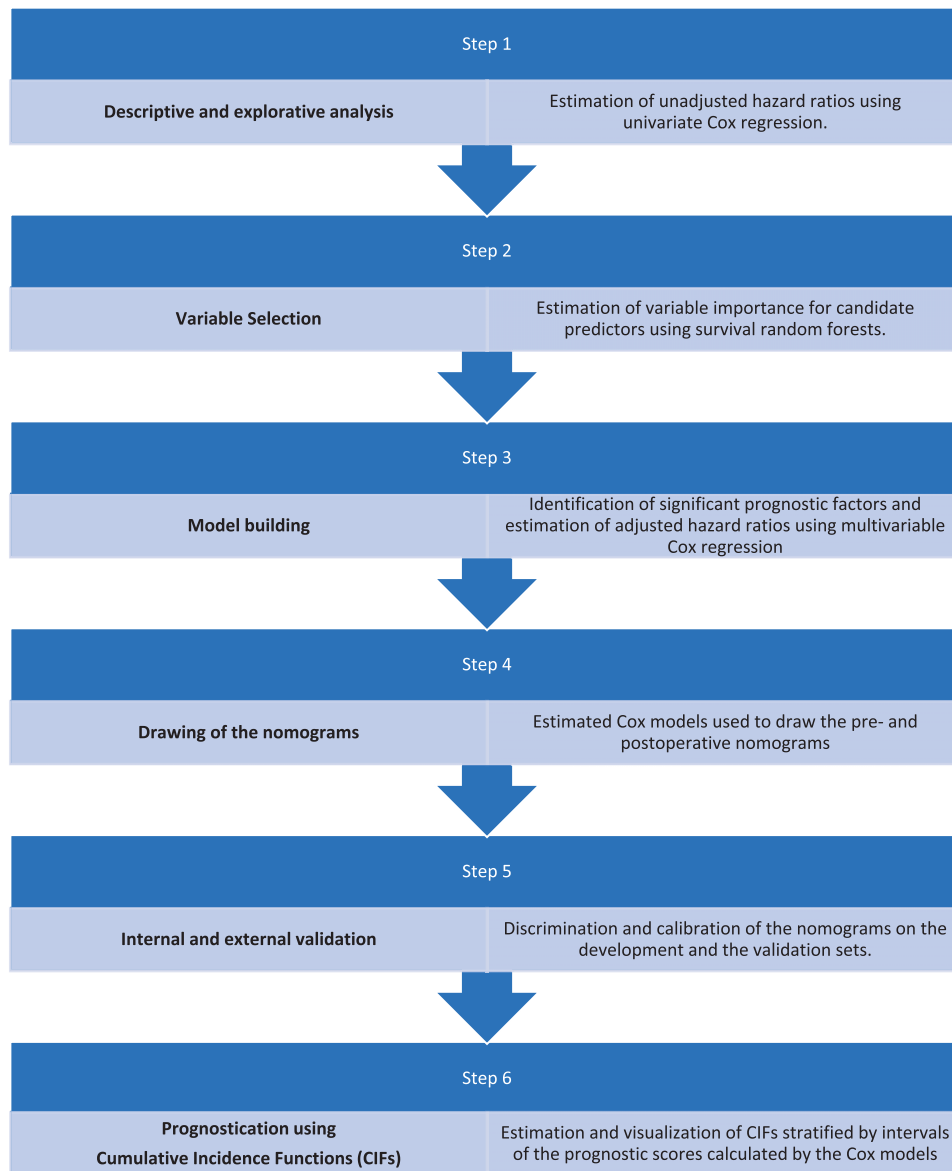 Step 1
Descriptive and explorative analysis
Estimation of unadjusted hazard ratios using
univariate Cox regression.
Step 2
Variable Selection
Estimation of variable importance for candidate
predictors using survival random forests.
Step 3
Model building
Identification of significant prognostic factors and
estimation of adjusted hazard ratios using multivariable
Cox regression
Step 4
Drawing of the nomograms
Estimated Cox models used to draw the pre- and
postoperative nomograms
Step 5
Internal and external validation
Discrimination and calibration of the nomograms on the
development and the validation sets.
Step 6
Prognostication using
Cumulative Incidence Functions (CIFs)
Estimation and visualization of CIFs stratified by intervals
of the prognostic scores calculated by the Cox models